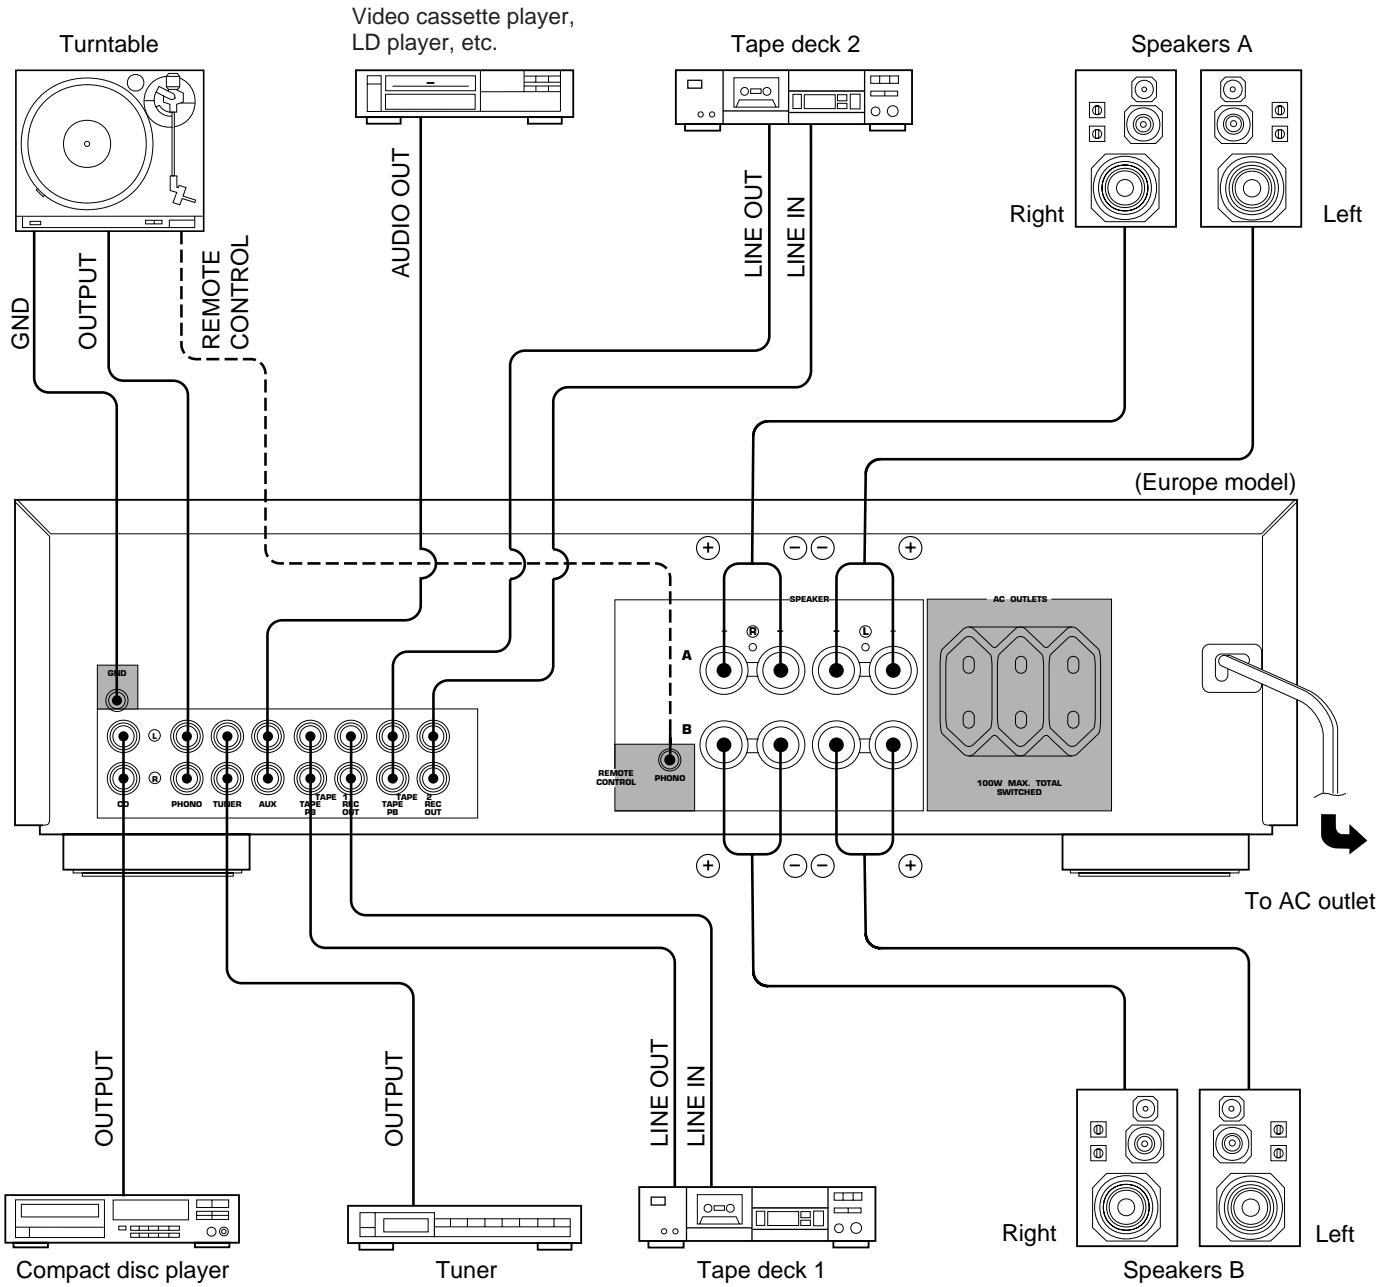 Video cassette player,
LD player, etc.
Turntable
Tape deck 2
Speakers A
Right
Left
GND
OUTPUT
REMOTE
CONTROL
AUDIO OUT
LINE OUT
LINE IN
(Europe model)
+
−
−
+
SPEAKER
AC OUTLETS
R
L
A
B
GND
L
R
CD
PHONO
TUNER
AUX
TAPE 1
TAPE
PB
REC
OUT
TAPE 2
TAPE
PB
REC
OUT
REMOTE
CONTROL
PHONO
100W MAX. TOTAL
SWITCHED
+
−
−
+
To AC outlet
OUTPUT
OUTPUT
LINE OUT
LINE IN
Right
Left
Compact disc player
Tuner
Tape deck 1
Speakers B